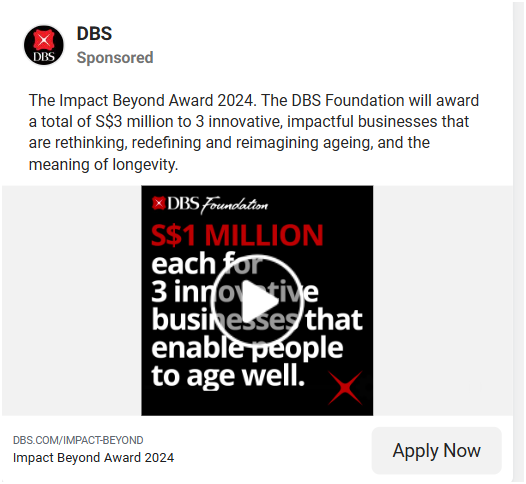 DBS
DBS
Sponsored
The Impact Beyond Award 2024. The DBS Foundation will award
a total of S$3 million to 3 innovative, impactful businesses that
are rethinking, redefining and reimagining ageing, and the
meaning of longevity.
DBS Foundation
S$1 MILLION
each for
3 innovative
businesses that
enable people
to age well.
DBS.COM/IMPACT-BEYOND
Impact Beyond Award 2024
Apply Now